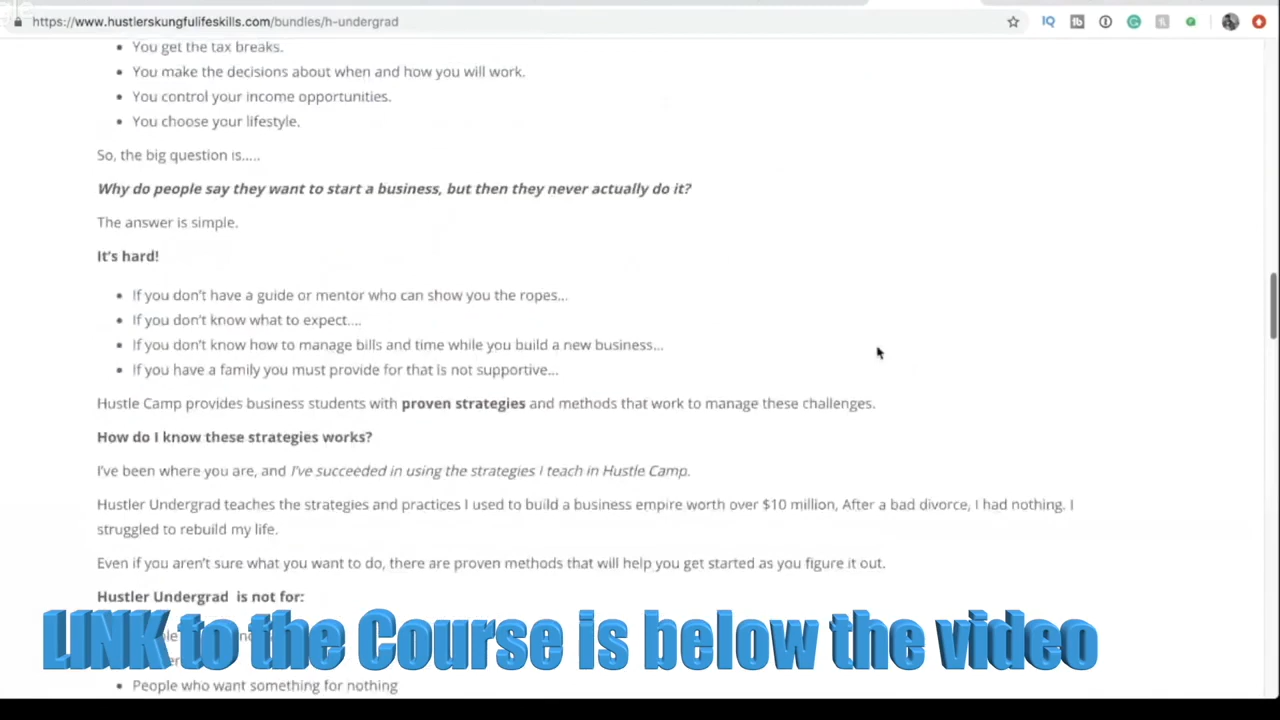 https://www.hustlerskungfulifeskills.com/bundles/h-undergrad
You get the tax breaks.
You make the decisions about when and how you will work.
You control your income opportunities.
You choose your lifestyle.
So, the big question is.....
Why do people say they want to start a business, but then they never actually do it?
The answer is simple.
It's hard!
If you don't have a guide or mentor who can show you the ropes...
If you don't know what to expect....
If you don't know how to manage bills and time while you build a new business...
If you have a family you must provide for that is not supportive...
Hustle Camp provides business students with proven strategies and methods that work to manage these challenges.
How do I know these strategies works?
I've been where you are, and I've succeeded in using the strategies I teach in Hustle Camp.
Hustler Undergrad teaches the strategies and practices I used to build a business empire worth over $10 million, After a bad divorce, I had nothing. I
struggled to rebuild my life.
Even if you aren't sure what you want to do, there are proven methods that will help you get started as you figure it out.
Hustler Undergrad is not for:
LINK to the Course is below the video
People who want something for nothing